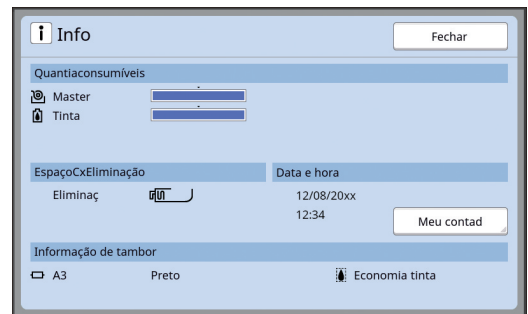 Info
Fechar
Quantiaconsumíveis
Master
Tinta
EspaçoCxEliminação
Data e hora
Eliminaç
12/08/20xx
12:34
Meu contad
Informação de tambor
A3 Preto Economia tinta